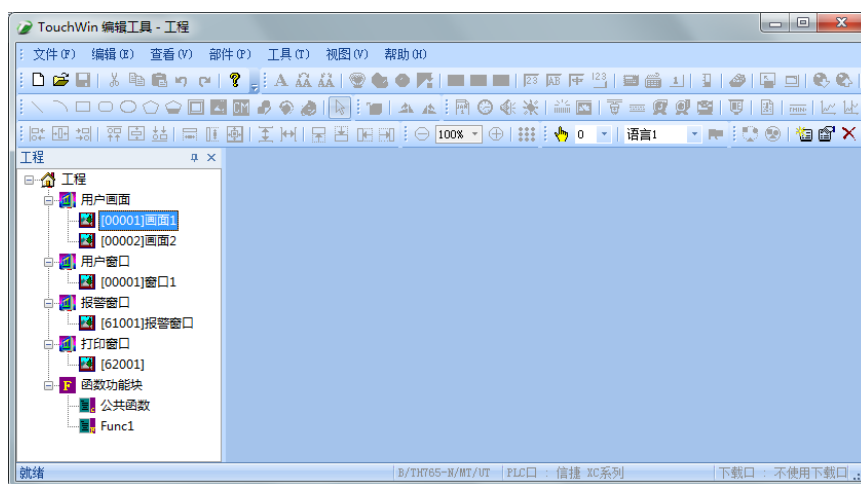 TouchWin 编辑工具 - 工程
文件(F) 编辑(E) 查看(V) 部件(P) 工具(T) 视图(V) 帮助(H)
100% 0 语言1
工程
工程
用户画面
[00001]画面1
[00002]画面2
用户窗口
[00001]窗口1
报警窗口
[61001]报警窗口
打印窗口
[62001]
函数功能块
公共函数
Func1
就绪 B/TH765-N/MT/UT PLC口 : 信捷 XC系列 下载口 : 不使用下载口